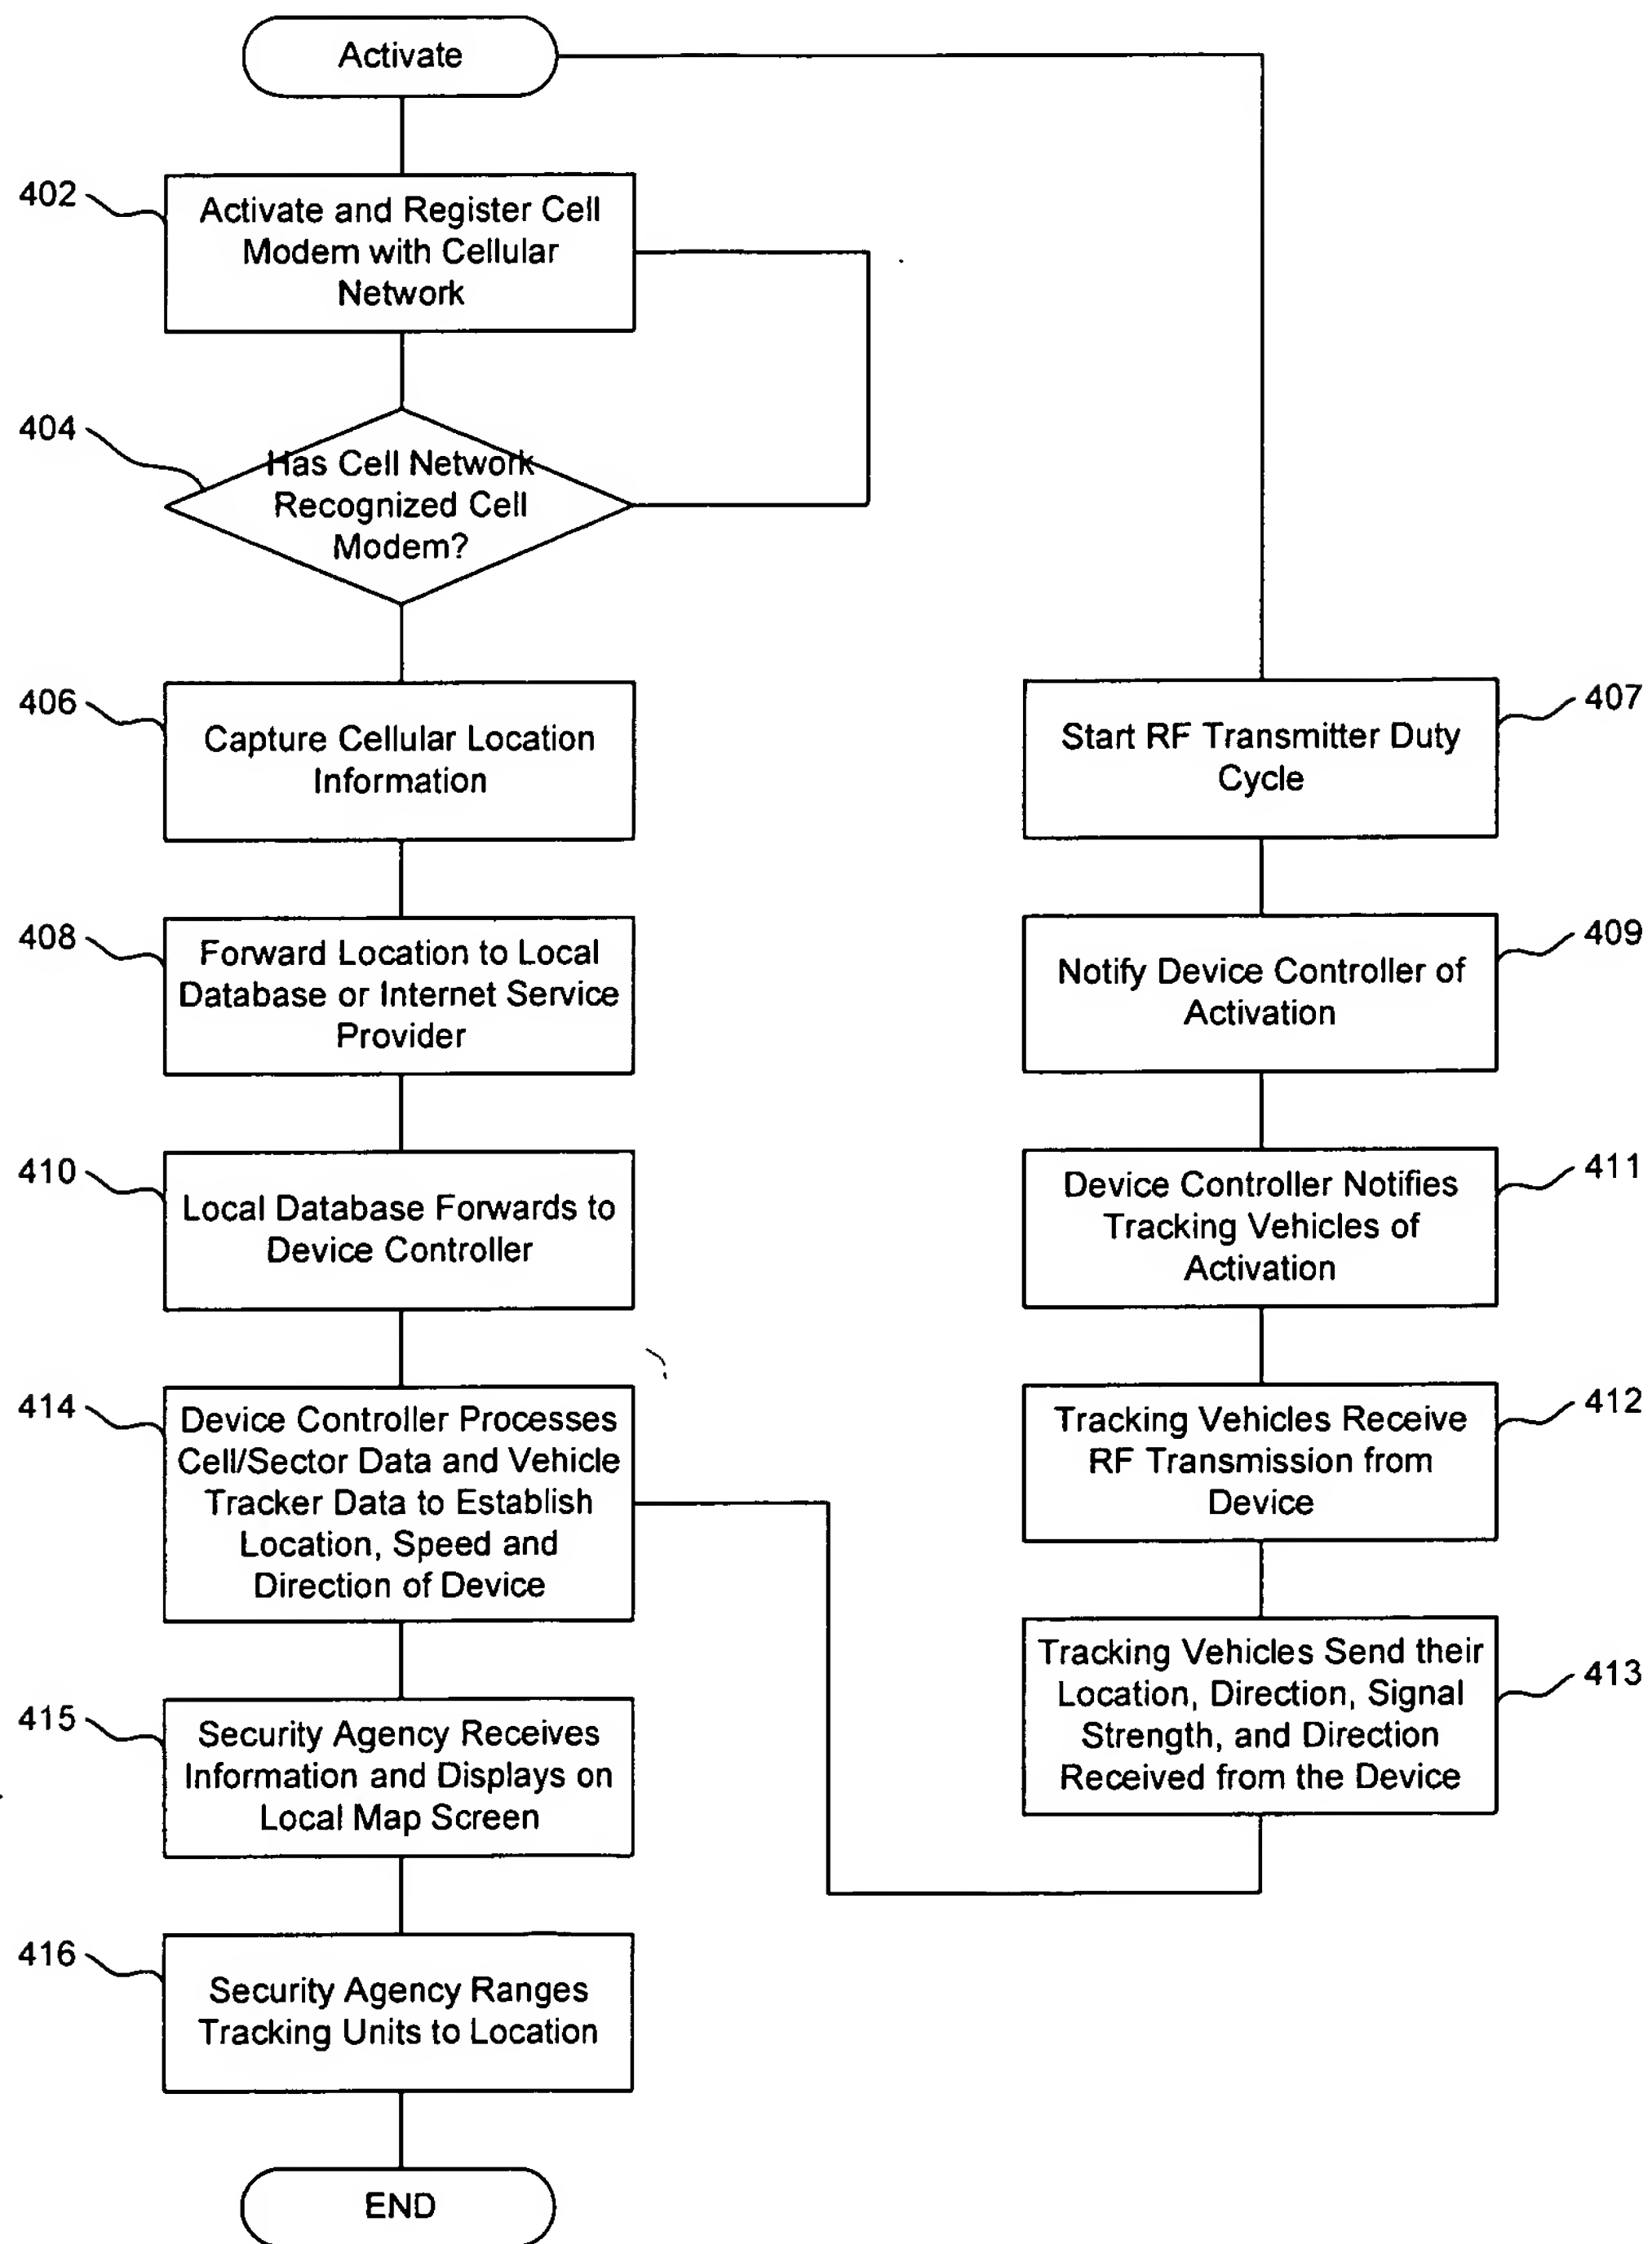 Activate
402
Activate and Register Cell
Modem with Cellular
Network
404
Has Cell Network
Recognized Cell
Modem?
406
Capture Cellular Location
Information
408
Forward Location to Local
Database or Internet Service
Provider
410
Local Database Forwards to
Device Controller
414
Device Controller Processes
Cell/Sector Data and Vehicle
Tracker Data to Establish
Location, Speed and
Direction of Device
415
Security Agency Receives
Information and Displays on
Local Map Screen
416
Security Agency Ranges
Tracking Units to Location
END
407
Start RF Transmitter Duty
Cycle
409
Notify Device Controller of
Activation
411
Device Controller Notifies
Tracking Vehicles of
Activation
412
Tracking Vehicles Receive
RF Transmission from
Device
413
Tracking Vehicles Send their
Location, Direction, Signal
Strength, and Direction
Received from the Device